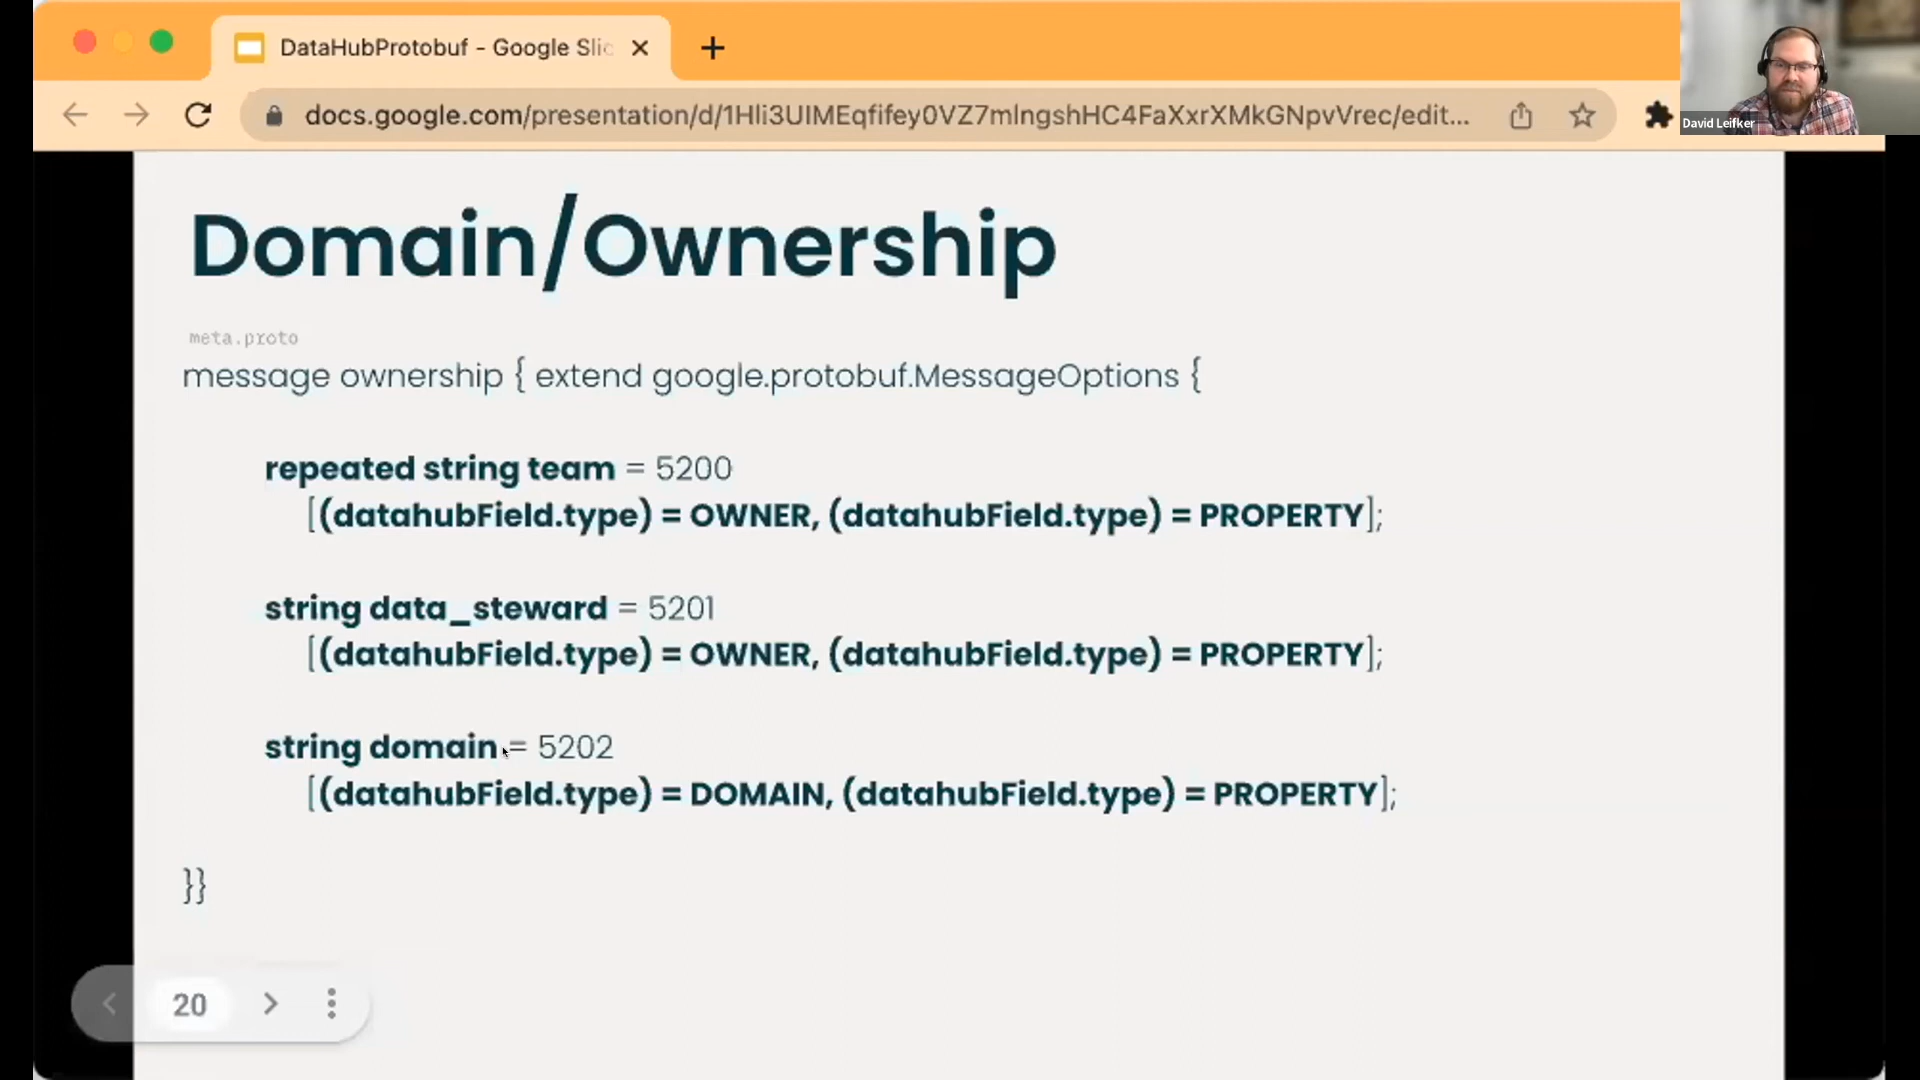 DataHubProtobuf - Google Slic
docs.google.com/presentation/d/1Hli3UIMEqfifey0VZ7mlngshHC4FaXxrXMkGNpvVrec/edit...
David Leifker
Domain/Ownership
meta.proto
message ownership { extend google.protobuf.MessageOptions {
repeated string team = 5200
[(datahubField.type) = OWNER, (datahubField.type) = PROPERTY];
string data_steward = 5201
[(datahubField.type) = OWNER, (datahubField.type) = PROPERTY];
string domain = 5202
[(datahubField.type) = DOMAIN, (datahubField.type) = PROPERTY];
}}
20